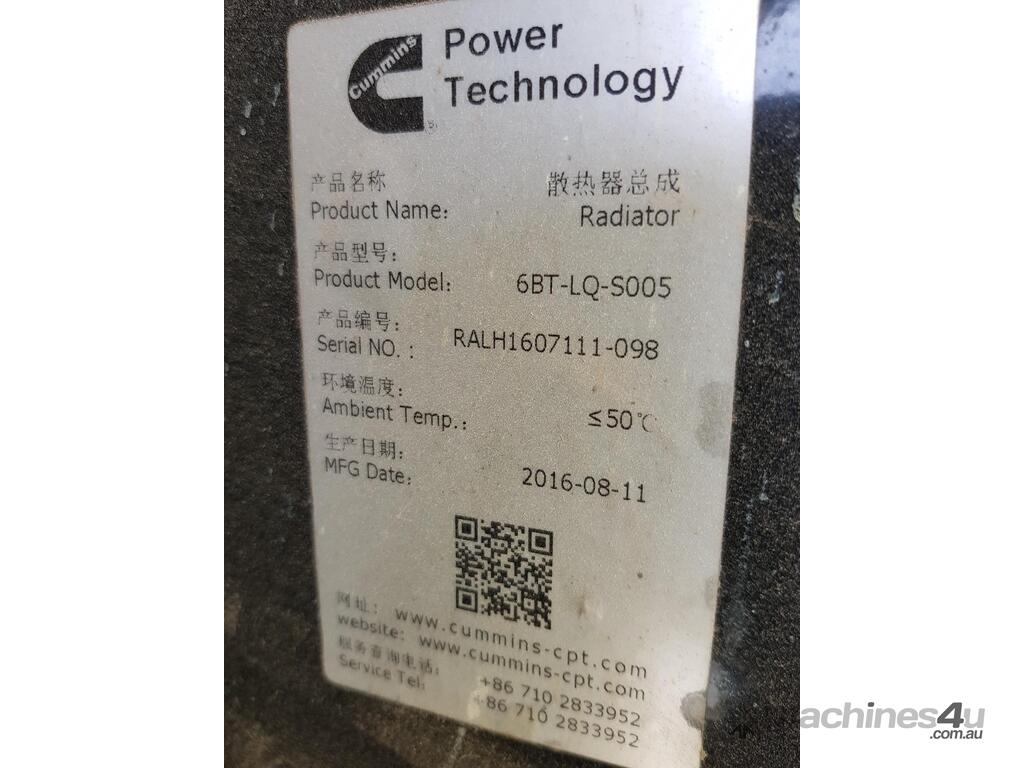 Cummins
Power
Technology
产品名称
散热器总成
Product Name:
Radiator
产品型号:
Product Model:
6BT-LQ-S005
产品编号:
Serial NO. :
RALH1607111-098
环境温度:
Ambient Temp.:
≤50℃
生产日期:
MFG Date:
2016-08-11
网址: www.cummins-cpt.com
website: www.cummins-cpt.com
服务查询电话: +86 710 2833952
Service Tel: +86 710 2833952
machines4u
.com.au